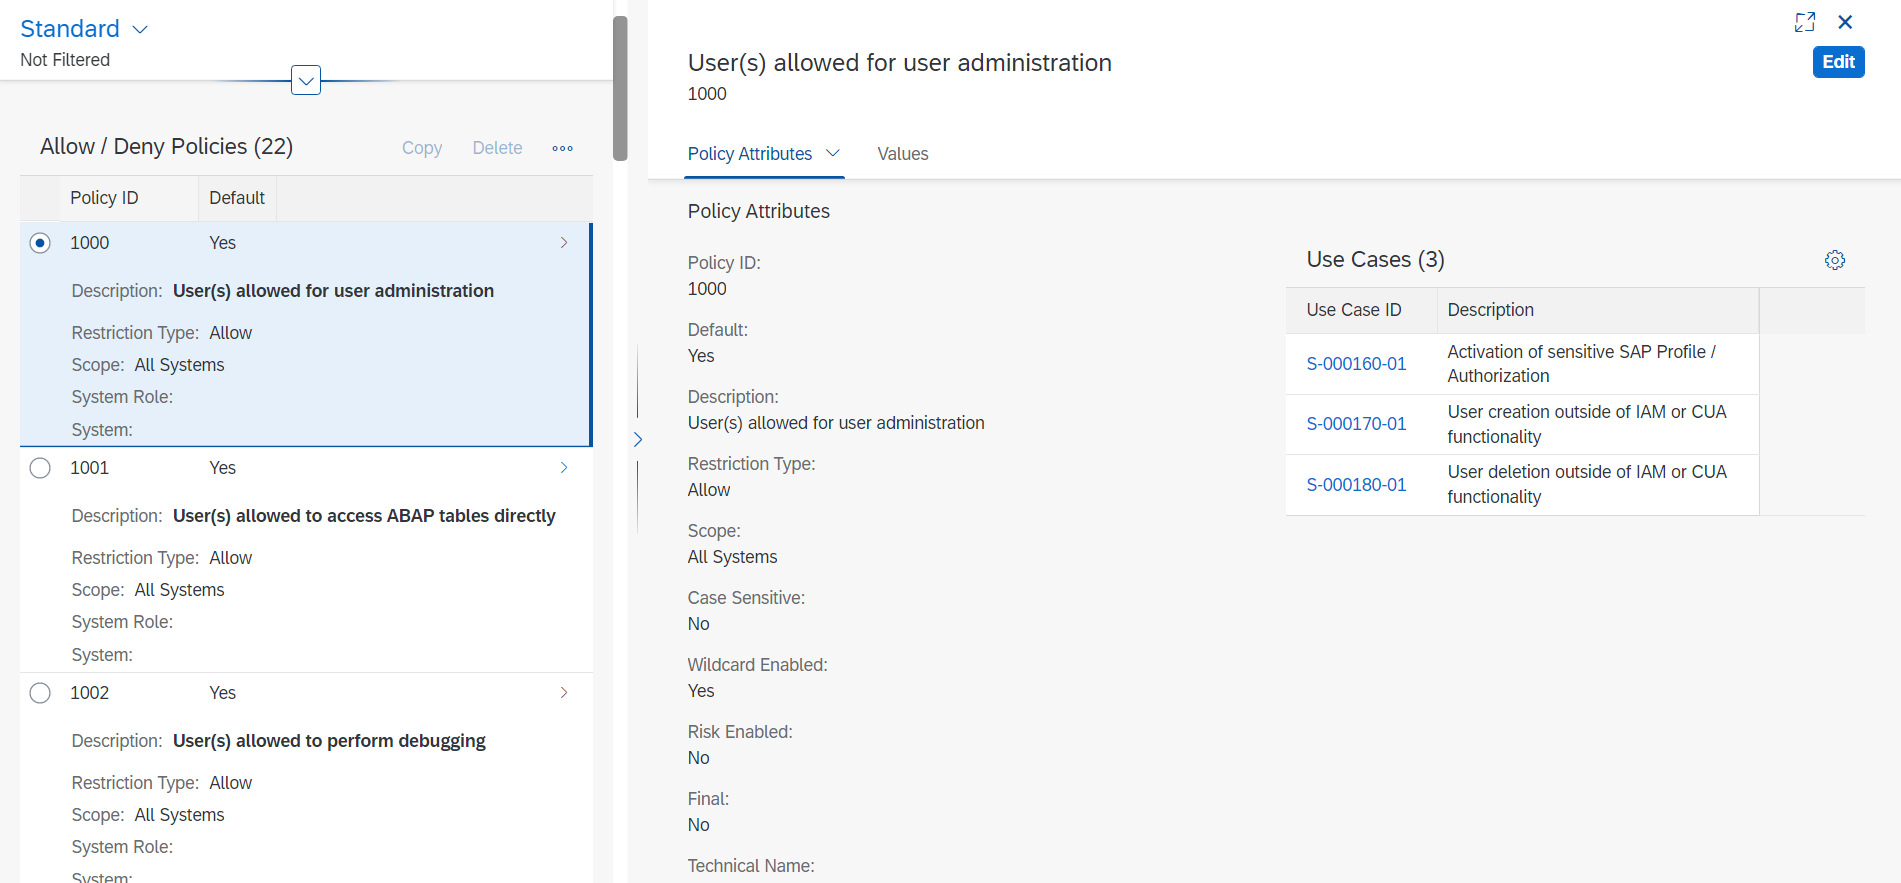 Standard
Not Filtered
Allow / Deny Policies (22)
Copy
Delete
Policy ID
Default
1000
Yes
Description: User(s) allowed for user administration
Restriction Type: Allow
Scope: All Systems
System Role:
System:
1001
Yes
Description: User(s) allowed to access ABAP tables directly
Restriction Type: Allow
Scope: All Systems
System Role:
System:
1002
Yes
Description: User(s) allowed to perform debugging
Restriction Type: Allow
Scope: All Systems
System Role:
System:
User(s) allowed for user administration
1000
Edit
Policy Attributes
Values
Policy Attributes
Policy ID:
1000
Default:
Yes
Description:
User(s) allowed for user administration
Restriction Type:
Allow
Scope:
All Systems
Case Sensitive:
No
Wildcard Enabled:
Yes
Risk Enabled:
No
Final:
No
Technical Name:
Use Cases (3)
Use Case ID
Description
S-000160-01
Activation of sensitive SAP Profile /
Authorization
S-000170-01
User creation outside of IAM or CUA
functionality
S-000180-01
User deletion outside of IAM or CUA
functionality